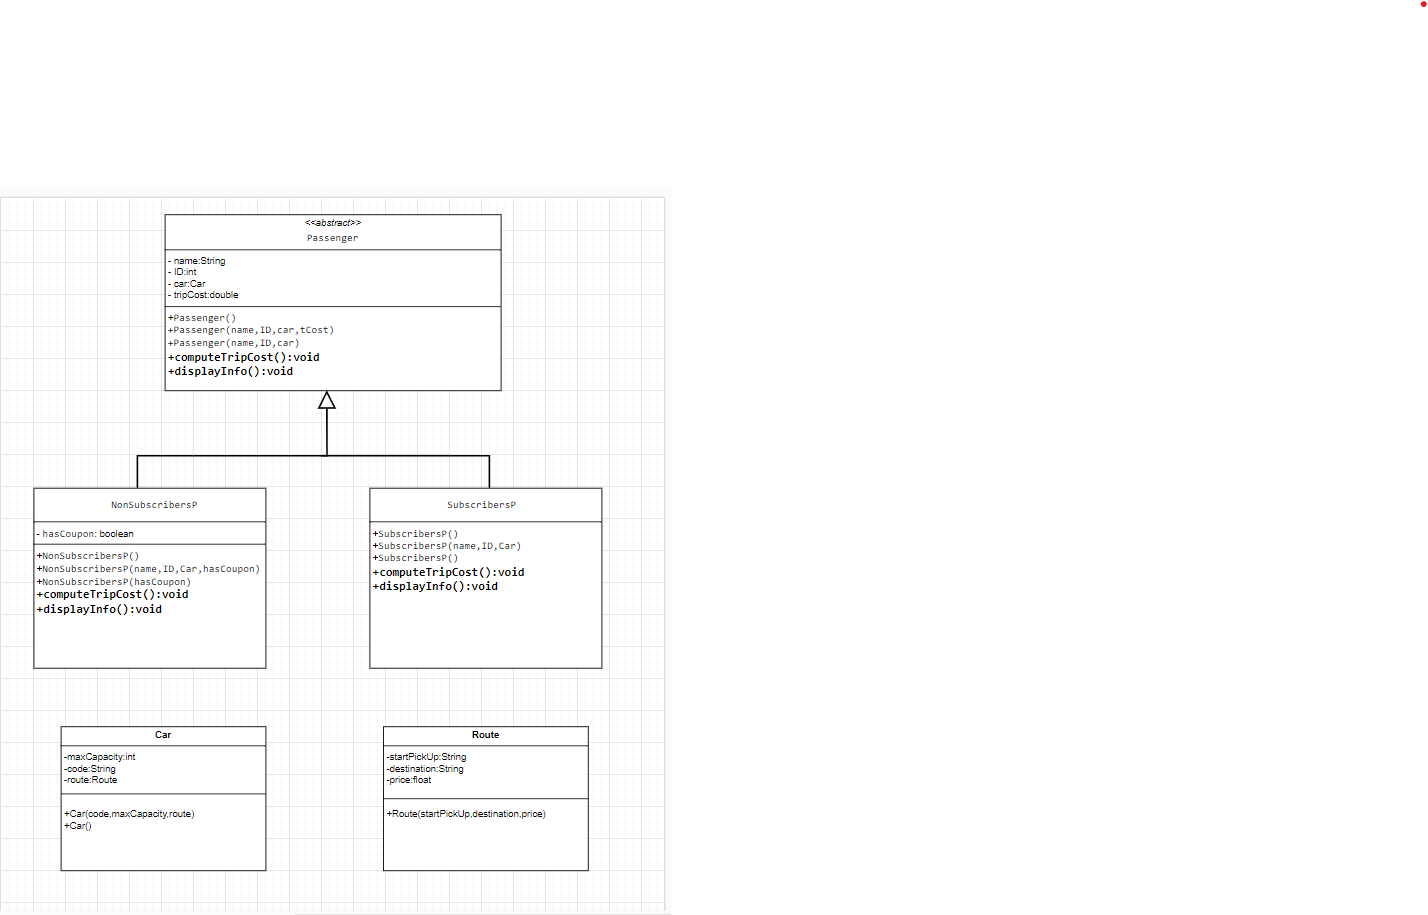 <<abstract>>
Passenger
- name:String
- ID:int
- car:Car
- tripCost:double
+Passenger()
+Passenger(name,ID,car,tCost)
+Passenger(name,ID,car)
+computeTripCost():void
+displayInfo():void
NonSubscribersP
- hasCoupon: boolean
+NonSubscribersP()
+NonSubscribersP(name,ID,Car,hasCoupon)
+NonSubscribersP(hasCoupon)
+computeTripCost():void
+displayInfo():void
SubscribersP
+SubscribersP()
+SubscribersP(name,ID,Car)
+SubscribersP()
+computeTripCost():void
+displayInfo():void
Car
-maxCapacity:int
-code:String
-route:Route
+Car(code,maxCapacity,route)
+Car()
Route
-startPickUp:String
-destination:String
-price:float
+Route(startPickUp,destination,price)